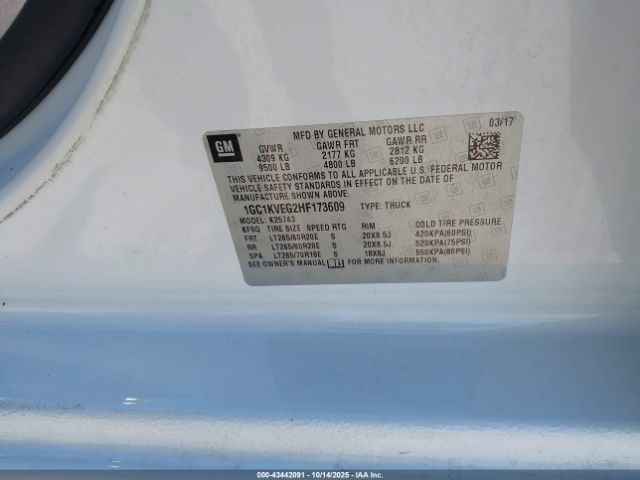 GM
MFD BY GENERAL MOTORS LLC
03/17
GVWR GAWR FRT GAWR RR
4309 KG 2177 KG 2812 KG
9500 LB 4800 LB 6200 LB
THIS VEHICLE CONFORMS TO ALL APPLICABLE U.S. FEDERAL MOTOR
VEHICLE SAFETY STANDARDS IN EFFECT ON THE DATE OF
MANUFACTURE SHOWN ABOVE.
1GC1KVEG2HF173609 TYPE: TRUCK
MODEL: K25743
KFSQ TIRE SIZE SPEED RTG RIM COLD TIRE PRESSURE
FRT LT265/60R20E S 20X8.5J 420KPA(60PSI)
RR LT265/60R20E S 20X8.5J 520KPA(75PSI)
SPA LT265/70R18E S 18X8J 550KPA(80PSI)
SEE OWNER'S MANUAL FOR MORE INFORMATION.
000-43442091 - 10/14/2025 - IAAI.COM